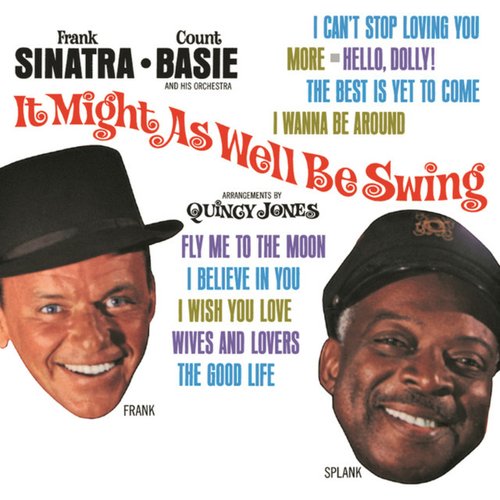 Frank
SINATRA •
Count
BASIE
AND HIS ORCHESTRA
I CAN'T STOP LOVING YOU
MORE = HELLO, DOLLY!
THE BEST IS YET TO COME
I WANNA BE AROUND
It Might As Well Be Swing
ARRANGEMENTS BY
QUINCY JONES
FLY ME TO THE MOON
I BELIEVE IN YOU
I WISH YOU LOVE
WIVES AND LOVERS
THE GOOD LIFE
FRANK
SPLANK